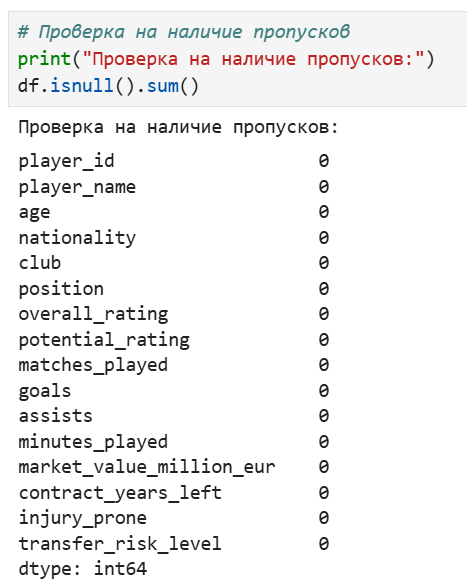 # Проверка на наличие пропусков
print("Проверка на наличие пропусков:")
df.isnull().sum()
Проверка на наличие пропусков:
player_id 0
player_name 0
age 0
nationality 0
club 0
position 0
overall_rating 0
potential_rating 0
matches_played 0
goals 0
assists 0
minutes_played 0
market_value_million_eur 0
contract_years_left 0
injury_prone 0
transfer_risk_level 0
dtype: int64